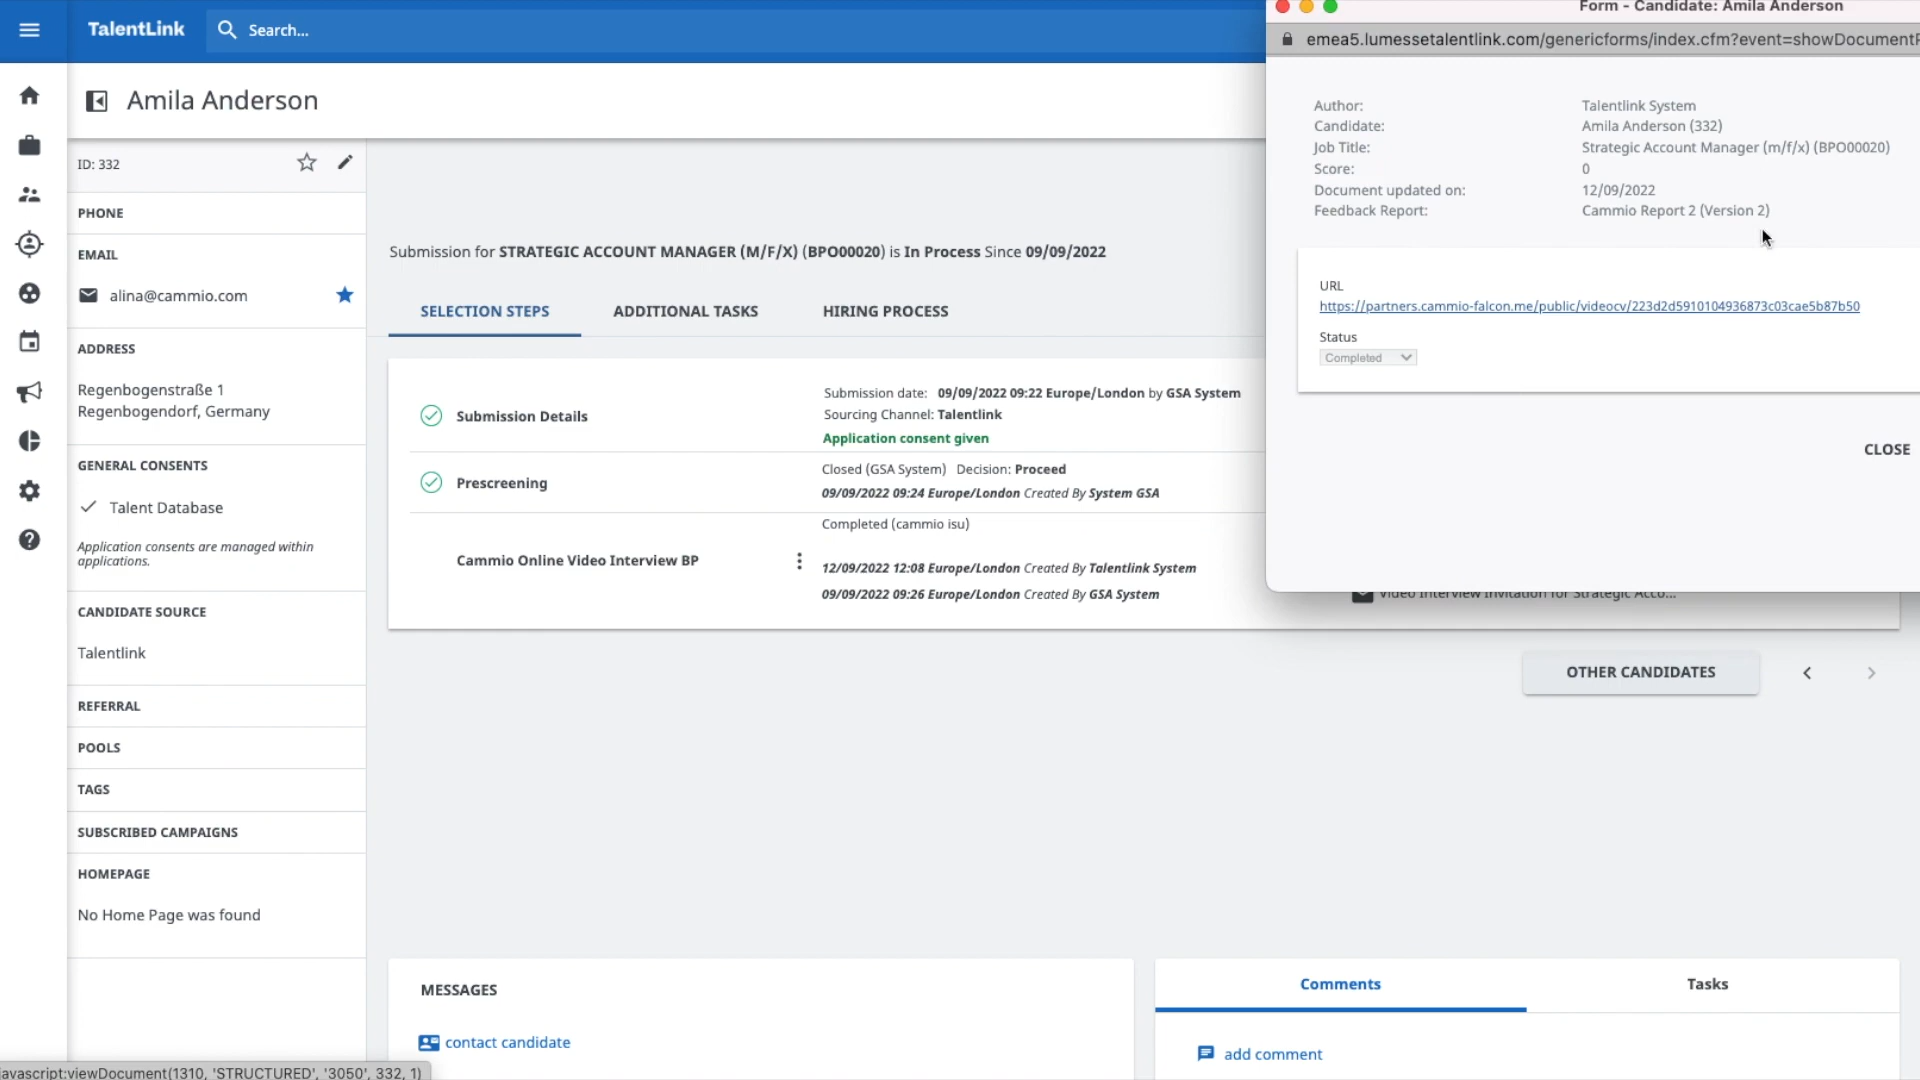 TalentLink
Search...
Amila Anderson
ID: 332
PHONE
EMAIL
alina@cammio.com
ADDRESS
Regenbogenstraße 1
Regenbogendorf, Germany
GENERAL CONSENTS
Talent Database
Application consents are managed within
applications.
CANDIDATE SOURCE
Talentlink
REFERRAL
POOLS
TAGS
SUBSCRIBED CAMPAIGNS
HOMEPAGE
No Home Page was found
javascript:viewDocument(1310, 'STRUCTURED', '3050', 332, 1)
Submission for STRATEGIC ACCOUNT MANAGER (M/F/X) (BPO00020) is In Process Since 09/09/2022
SELECTION STEPS ADDITIONAL TASKS HIRING PROCESS
Submission Details
Submission date: 09/09/2022 09:22 Europe/London by GSA System
Sourcing Channel: Talentlink
Application consent given
Prescreening
Closed (GSA System) Decision: Proceed
09/09/2022 09:24 Europe/London Created By System GSA
Cammio Online Video Interview BP
Completed (cammio isu)
12/09/2022 12:08 Europe/London Created By Talentlink System
09/09/2022 09:26 Europe/London Created By GSA System
Video Interview Invitation for Strategic Acco...
OTHER CANDIDATES
MESSAGES
contact candidate
Comments Tasks
add comment
Form - Candidate: Amila Anderson
emea5.lumessetalentlink.com/genericforms/index.cfm?event=showDocumentP
Author: Talentlink System
Candidate: Amila Anderson (332)
Job Title: Strategic Account Manager (m/f/x) (BPO00020)
Score: 0
Document updated on: 12/09/2022
Feedback Report: Cammio Report 2 (Version 2)
URL
https://partners.cammio-falcon.me/public/videocv/223d2d5910104936873c03cae5b87b50
Status
Completed
CLOSE